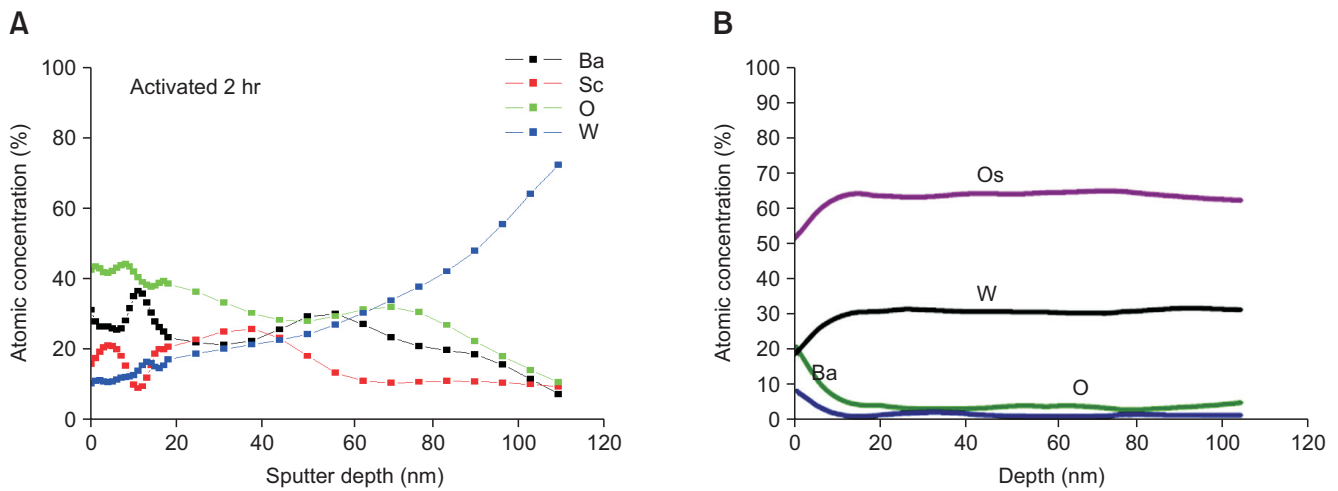 A
Activated 2 hr
Ba
Sc
O
W
Atomic concentration (%)
100
80
60
40
20
0
0 20 40 60 80 100 120
Sputter depth (nm)
B
Atomic concentration (%)
100
90
80
70
60
50
40
30
20
10
0
Os
W
Ba
O
0 20 40 60 80 100 120
Depth (nm)